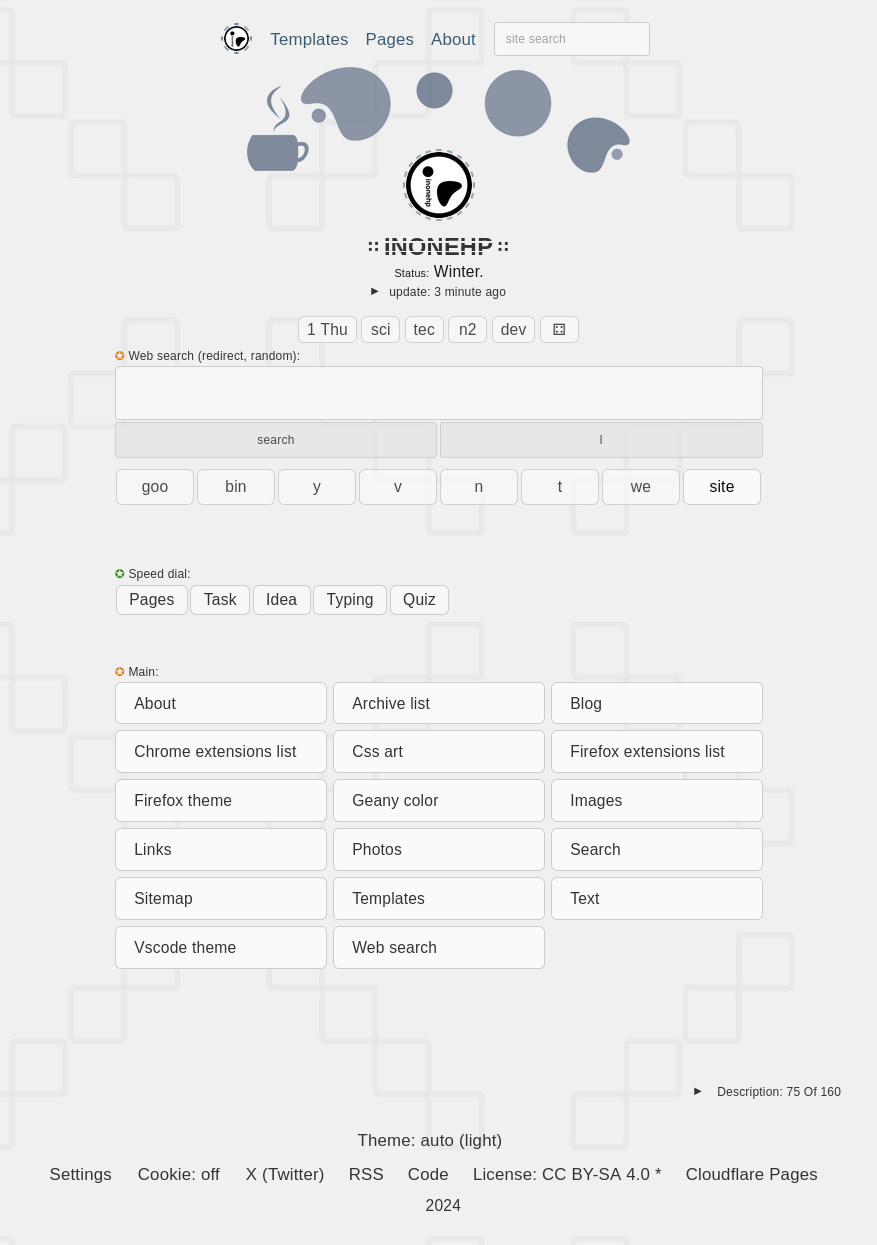 Templates Pages About site search
inonehp
:: INONEHP ::
Status: Winter.
► update: 3 minute ago
1 Thu sci tec n2 dev ⚃
✪ Web search (redirect, random):
search l
goo bin y v n t we site
✪ Speed dial:
Pages Task Idea Typing Quiz
✪ Main:
About Archive list Blog
Chrome extensions list Css art Firefox extensions list
Firefox theme Geany color Images
Links Photos Search
Sitemap Templates Text
Vscode theme Web search
► Description: 75 Of 160
Theme: auto (light)
Settings Cookie: off X (Twitter) RSS Code License: CC BY-SA 4.0 * Cloudflare Pages
2024